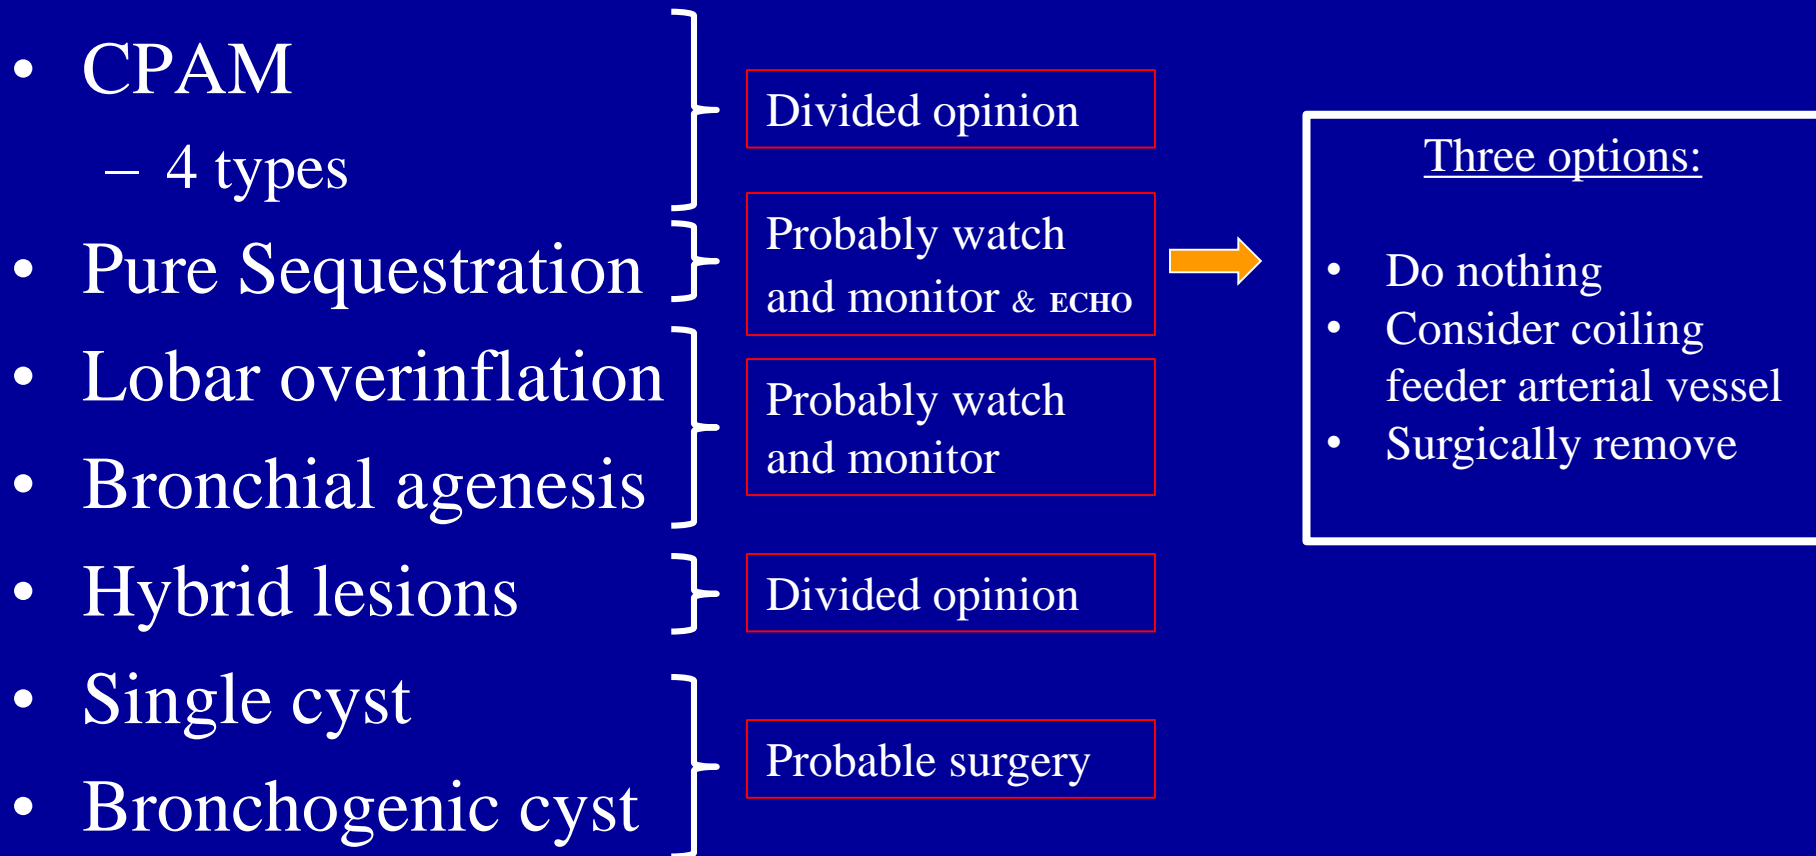 • CPAM
– 4 types
• Pure Sequestration
• Lobar overinflation
• Bronchial agenesis
• Hybrid lesions
• Single cyst
• Bronchogenic cyst
Divided opinion
Probably watch
and monitor & ECHO
Probably watch
and monitor
Divided opinion
Probable surgery
Three options:
• Do nothing
• Consider coiling
feeder arterial vessel
• Surgically remove